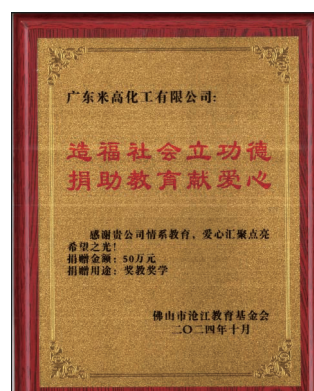 广东米高化工有限公司:
造福社会立功德
捐助教育献爱心
感谢贵公司情系教育、爱心汇聚点亮
希望之光!
捐赠金额: 50万元
捐赠用途: 奖教奖学
佛山市沧江教育基金会
二〇二四年十月